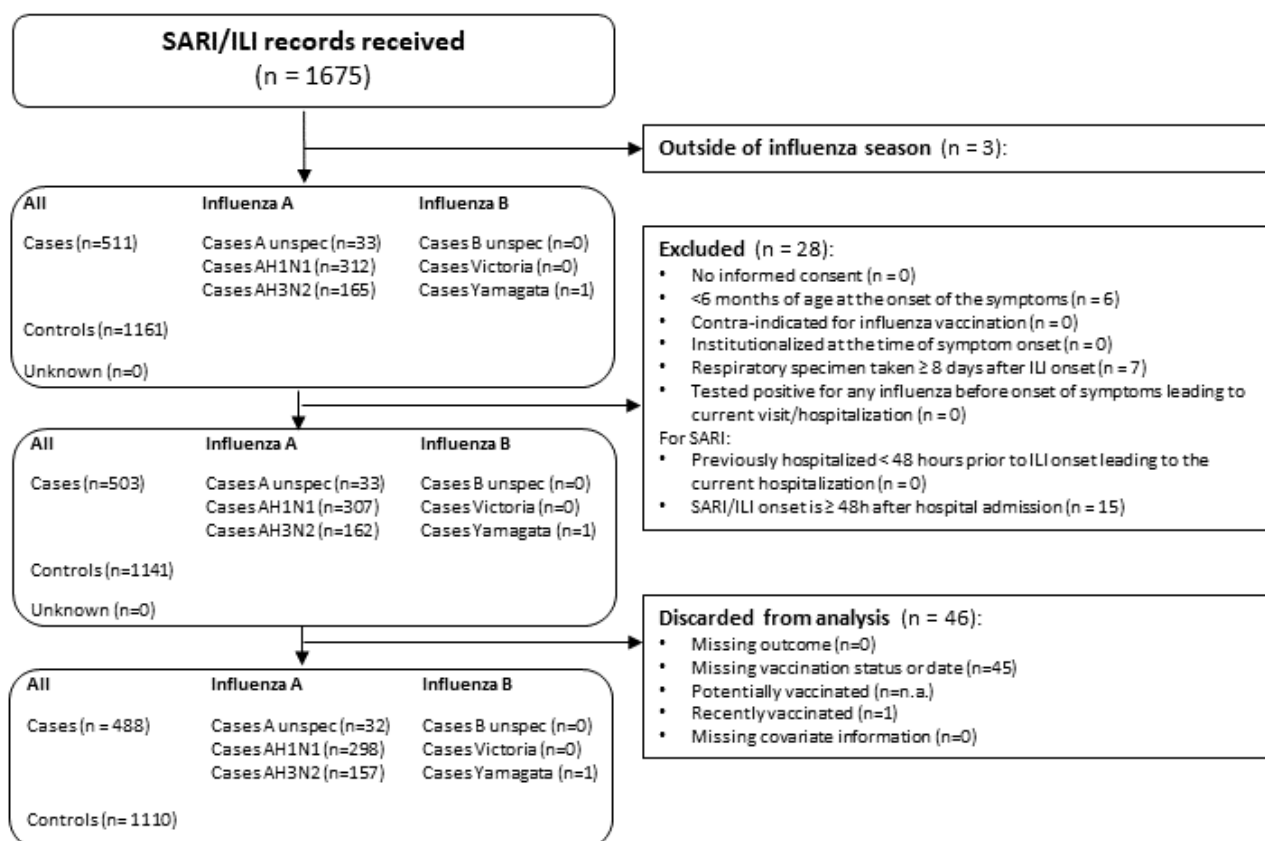 SARI/ILI records received
(n = 1675)
Outside of influenza season (n = 3):
All Influenza A Influenza B
Cases (n=511) Cases A unspec (n=33) Cases B unspec (n=0)
Cases AH1N1 (n=312) Cases Victoria (n=0)
Cases AH3N2 (n=165) Cases Yamagata (n=1)
Controls (n=1161)
Unknown (n=0)
Excluded (n = 28):
• No informed consent (n = 0)
• <6 months of age at the onset of the symptoms (n = 6)
• Contra-indicated for influenza vaccination (n = 0)
• Institutionalized at the time of symptom onset (n = 0)
• Respiratory specimen taken ≥ 8 days after ILI onset (n = 7)
• Tested positive for any influenza before onset of symptoms leading to
current visit/hospitalization (n = 0)
For SARI:
• Previously hospitalized < 48 hours prior to ILI onset leading to the
current hospitalization (n = 0)
• SARI/ILI onset is ≥ 48h after hospital admission (n = 15)
All Influenza A Influenza B
Cases (n=503) Cases A unspec (n=33) Cases B unspec (n=0)
Cases AH1N1 (n=307) Cases Victoria (n=0)
Cases AH3N2 (n=162) Cases Yamagata (n=1)
Controls (n=1141)
Unknown (n=0)
Discarded from analysis (n = 46):
• Missing outcome (n=0)
• Missing vaccination status or date (n=45)
• Potentially vaccinated (n=n.a.)
• Recently vaccinated (n=1)
• Missing covariate information (n=0)
All Influenza A Influenza B
Cases (n = 488) Cases A unspec (n=32) Cases B unspec (n=0)
Cases AH1N1 (n=298) Cases Victoria (n=0)
Cases AH3N2 (n=157) Cases Yamagata (n=1)
Controls (n= 1110)